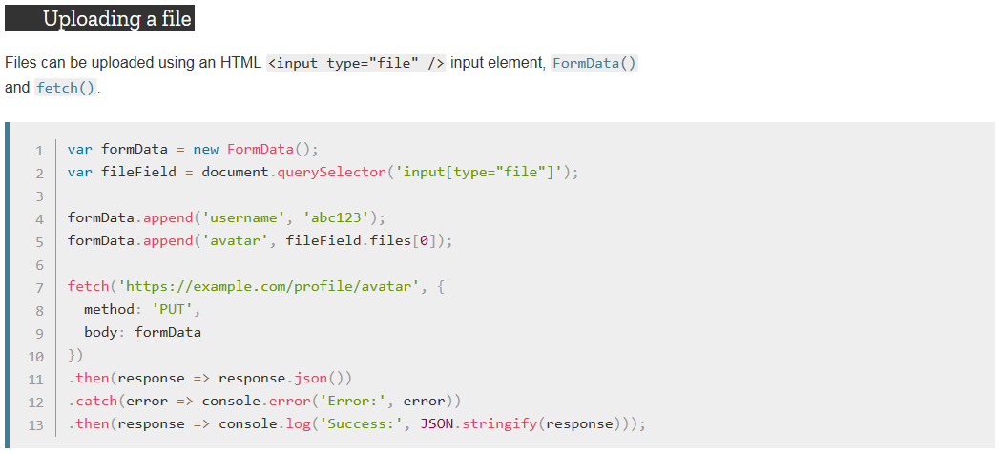 Uploading a file
Files can be uploaded using an HTML <input type="file" /> input element, FormData()
and fetch().
1 var formData = new FormData();
2 var fileField = document.querySelector('input[type="file"]');
3
4 formData.append('username', 'abc123');
5 formData.append('avatar', fileField.files[0]);
6
7 fetch('https://example.com/profile/avatar', {
8   method: 'PUT',
9   body: formData
10 })
11 .then(response => response.json())
12 .catch(error => console.error('Error:', error))
13 .then(response => console.log('Success:', JSON.stringify(response)));